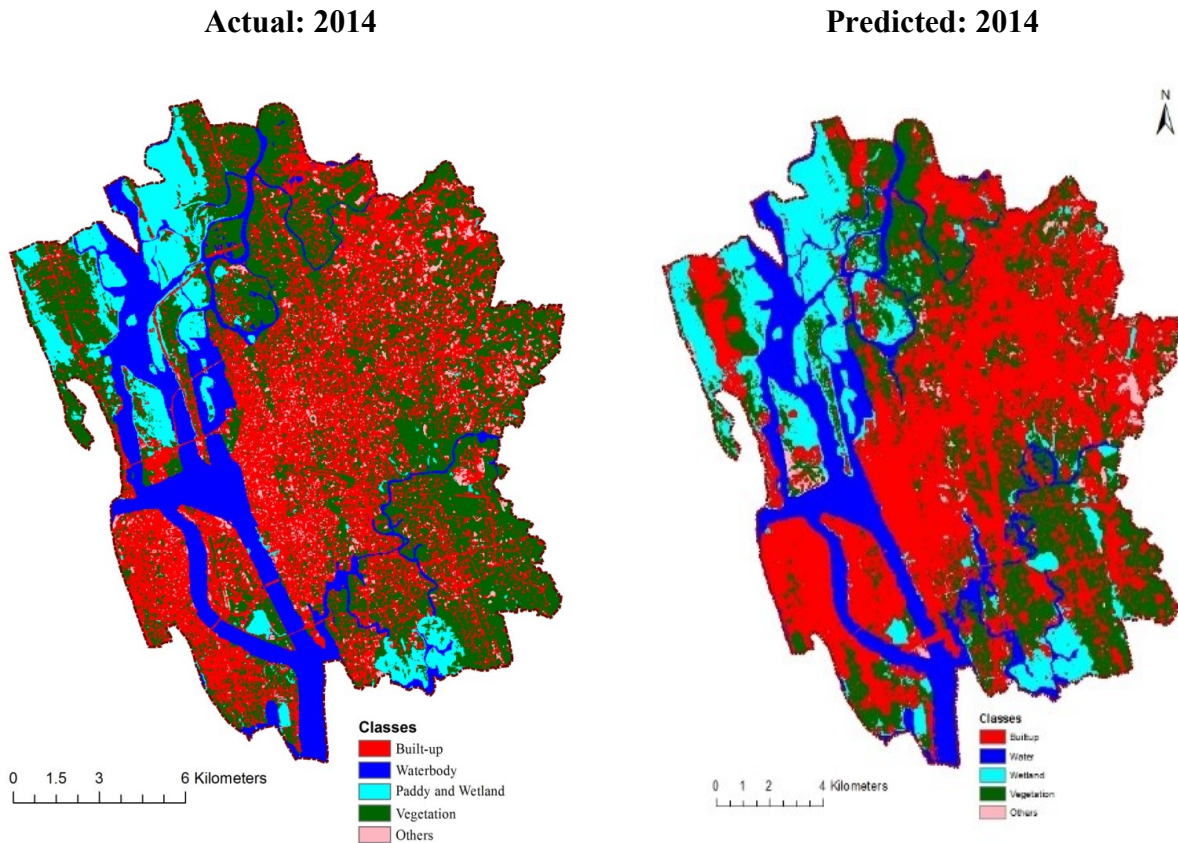 Actual: 2014
Predicted: 2014
N
Classes
Built-up
Waterbody
Paddy and Wetland
Vegetation
Others
0 1.5 3 6 Kilometers
Classes
Builtup
Water
Wetland
Vegetation
Others
0 1 2 4 Kilometers